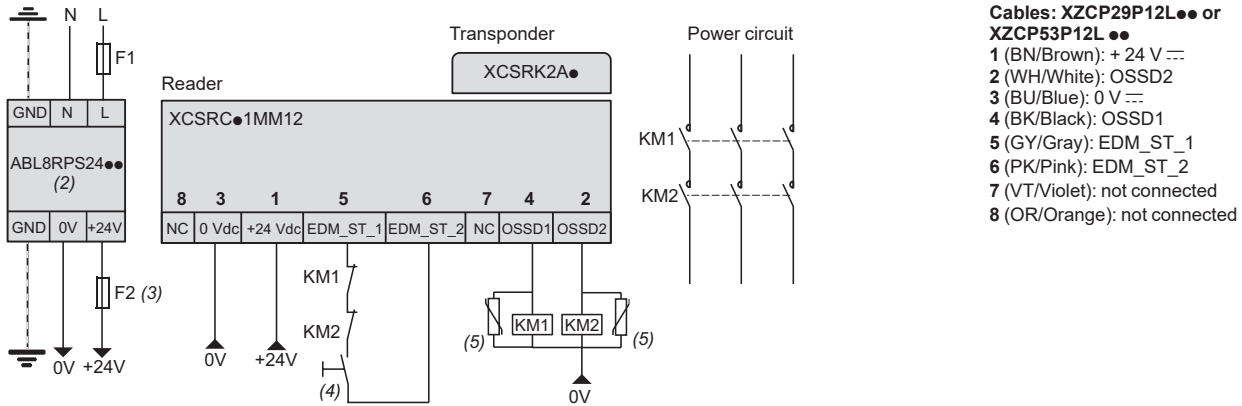 N L
F1
GND N L
ABL8RPS24●●
(2)
GND 0V +24V
F2 (3)
0V +24V
Reader
Transponder
XCSRK2A●
XCSRC●1MM12
8 3 1 5 6 7 4 2
NC 0 Vdc +24 Vdc EDM_ST_1 EDM_ST_2 NC OSSD1 OSSD2
KM1
KM2
(4)
0V +24V
KM1 KM2
(5) (5)
0V
Power circuit
KM1
KM2
Cables: XZCP29P12L●● or
XZCP53P12L ●●
1 (BN/Brown): + 24 V ⎓
2 (WH/White): OSSD2
3 (BU/Blue): 0 V ⎓
4 (BK/Black): OSSD1
5 (GY/Gray): EDM_ST_1
6 (PK/Pink): EDM_ST_2
7 (VT/Violet): not connected
8 (OR/Orange): not connected